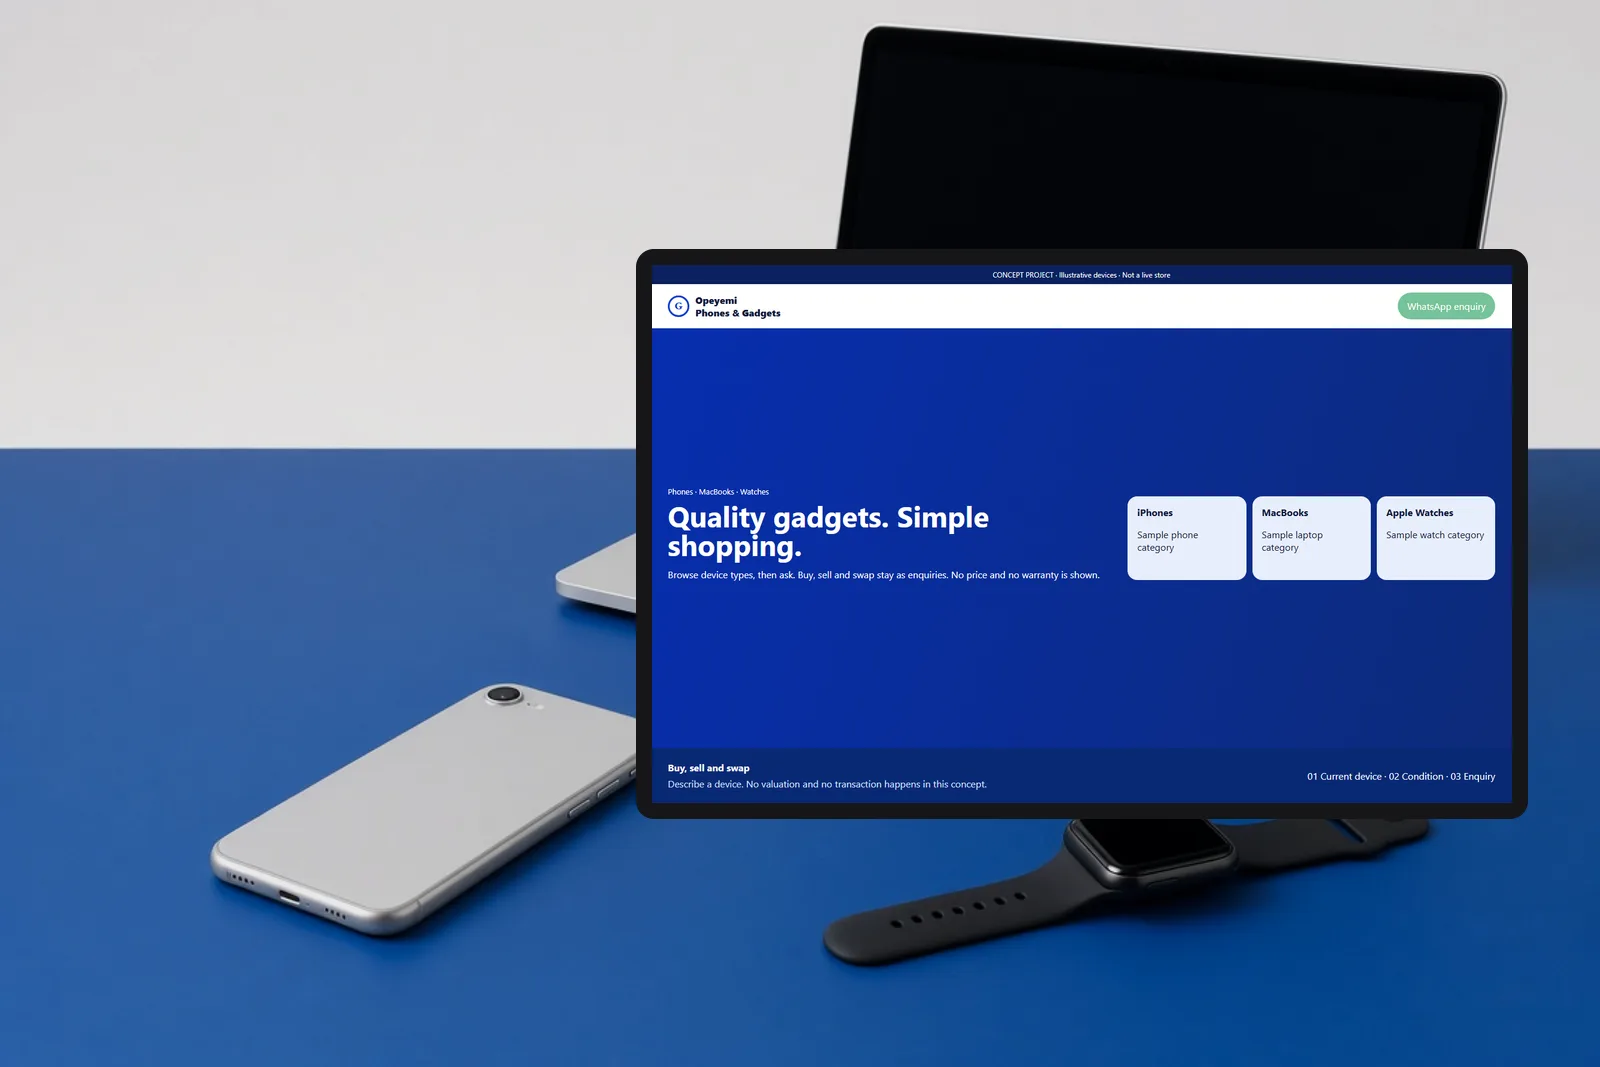 CONCEPT PROJECT · Illustrative devices · Not a live store
G
Opeyemi
Phones & Gadgets
WhatsApp enquiry
Phones · MacBooks · Watches
Quality gadgets. Simple
shopping.
Browse device types, then ask. Buy, sell and swap stay as enquiries. No price and no warranty is shown.
iPhones
Sample phone
category
MacBooks
Sample laptop
category
Apple Watches
Sample watch category
Buy, sell and swap
Describe a device. No valuation and no transaction happens in this concept.
01 Current device · 02 Condition · 03 Enquiry